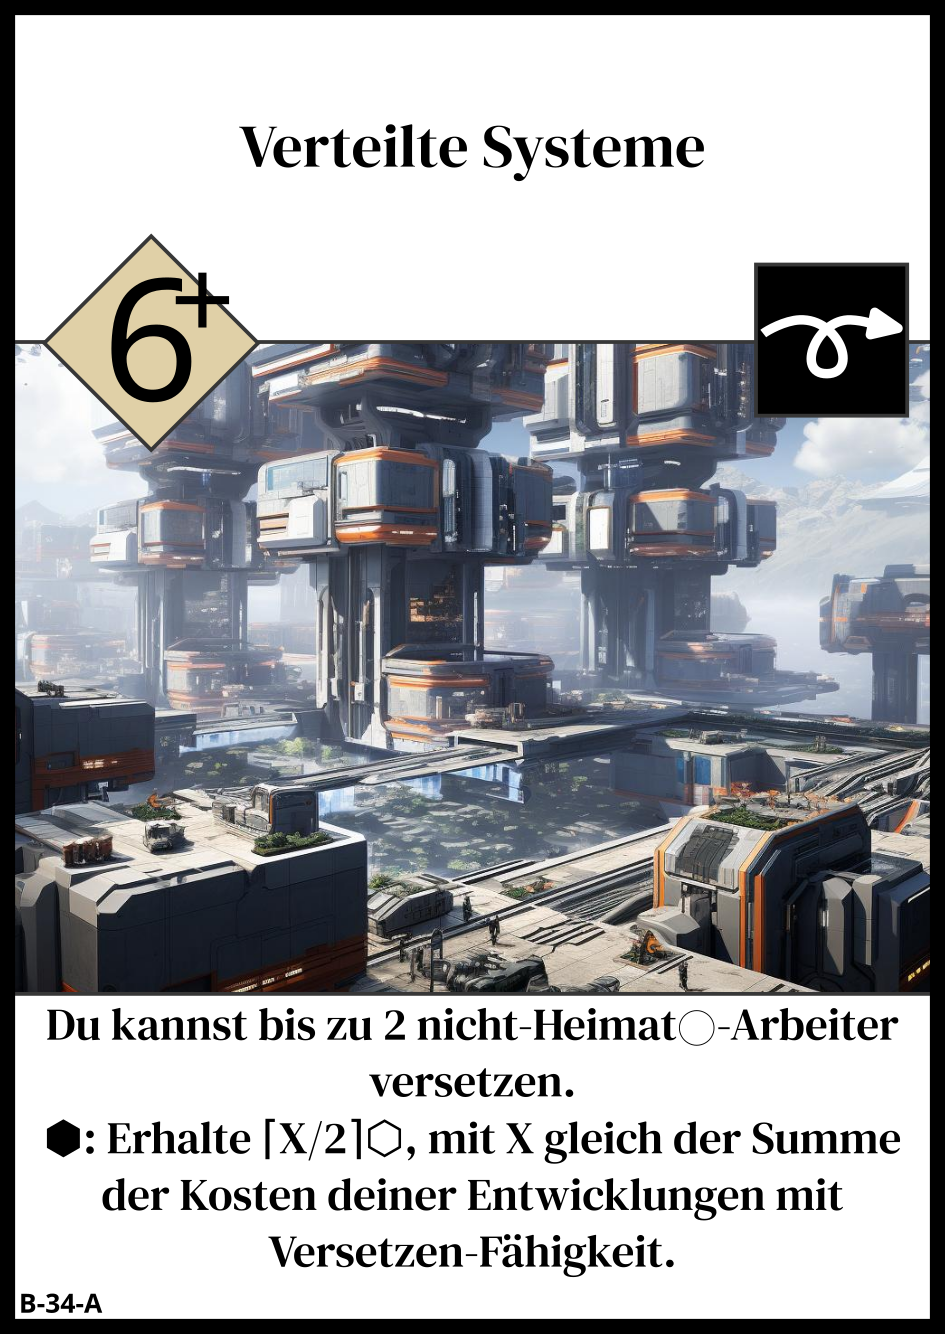 Verteilte Systeme
6+
Du kannst bis zu 2 nicht-Heimat○-Arbeiter
versetzen.
⬢: Erhalte ⌈X/2⌉⬡, mit X gleich der Summe
der Kosten deiner Entwicklungen mit
Versetzen-Fähigkeit.
B-34-A